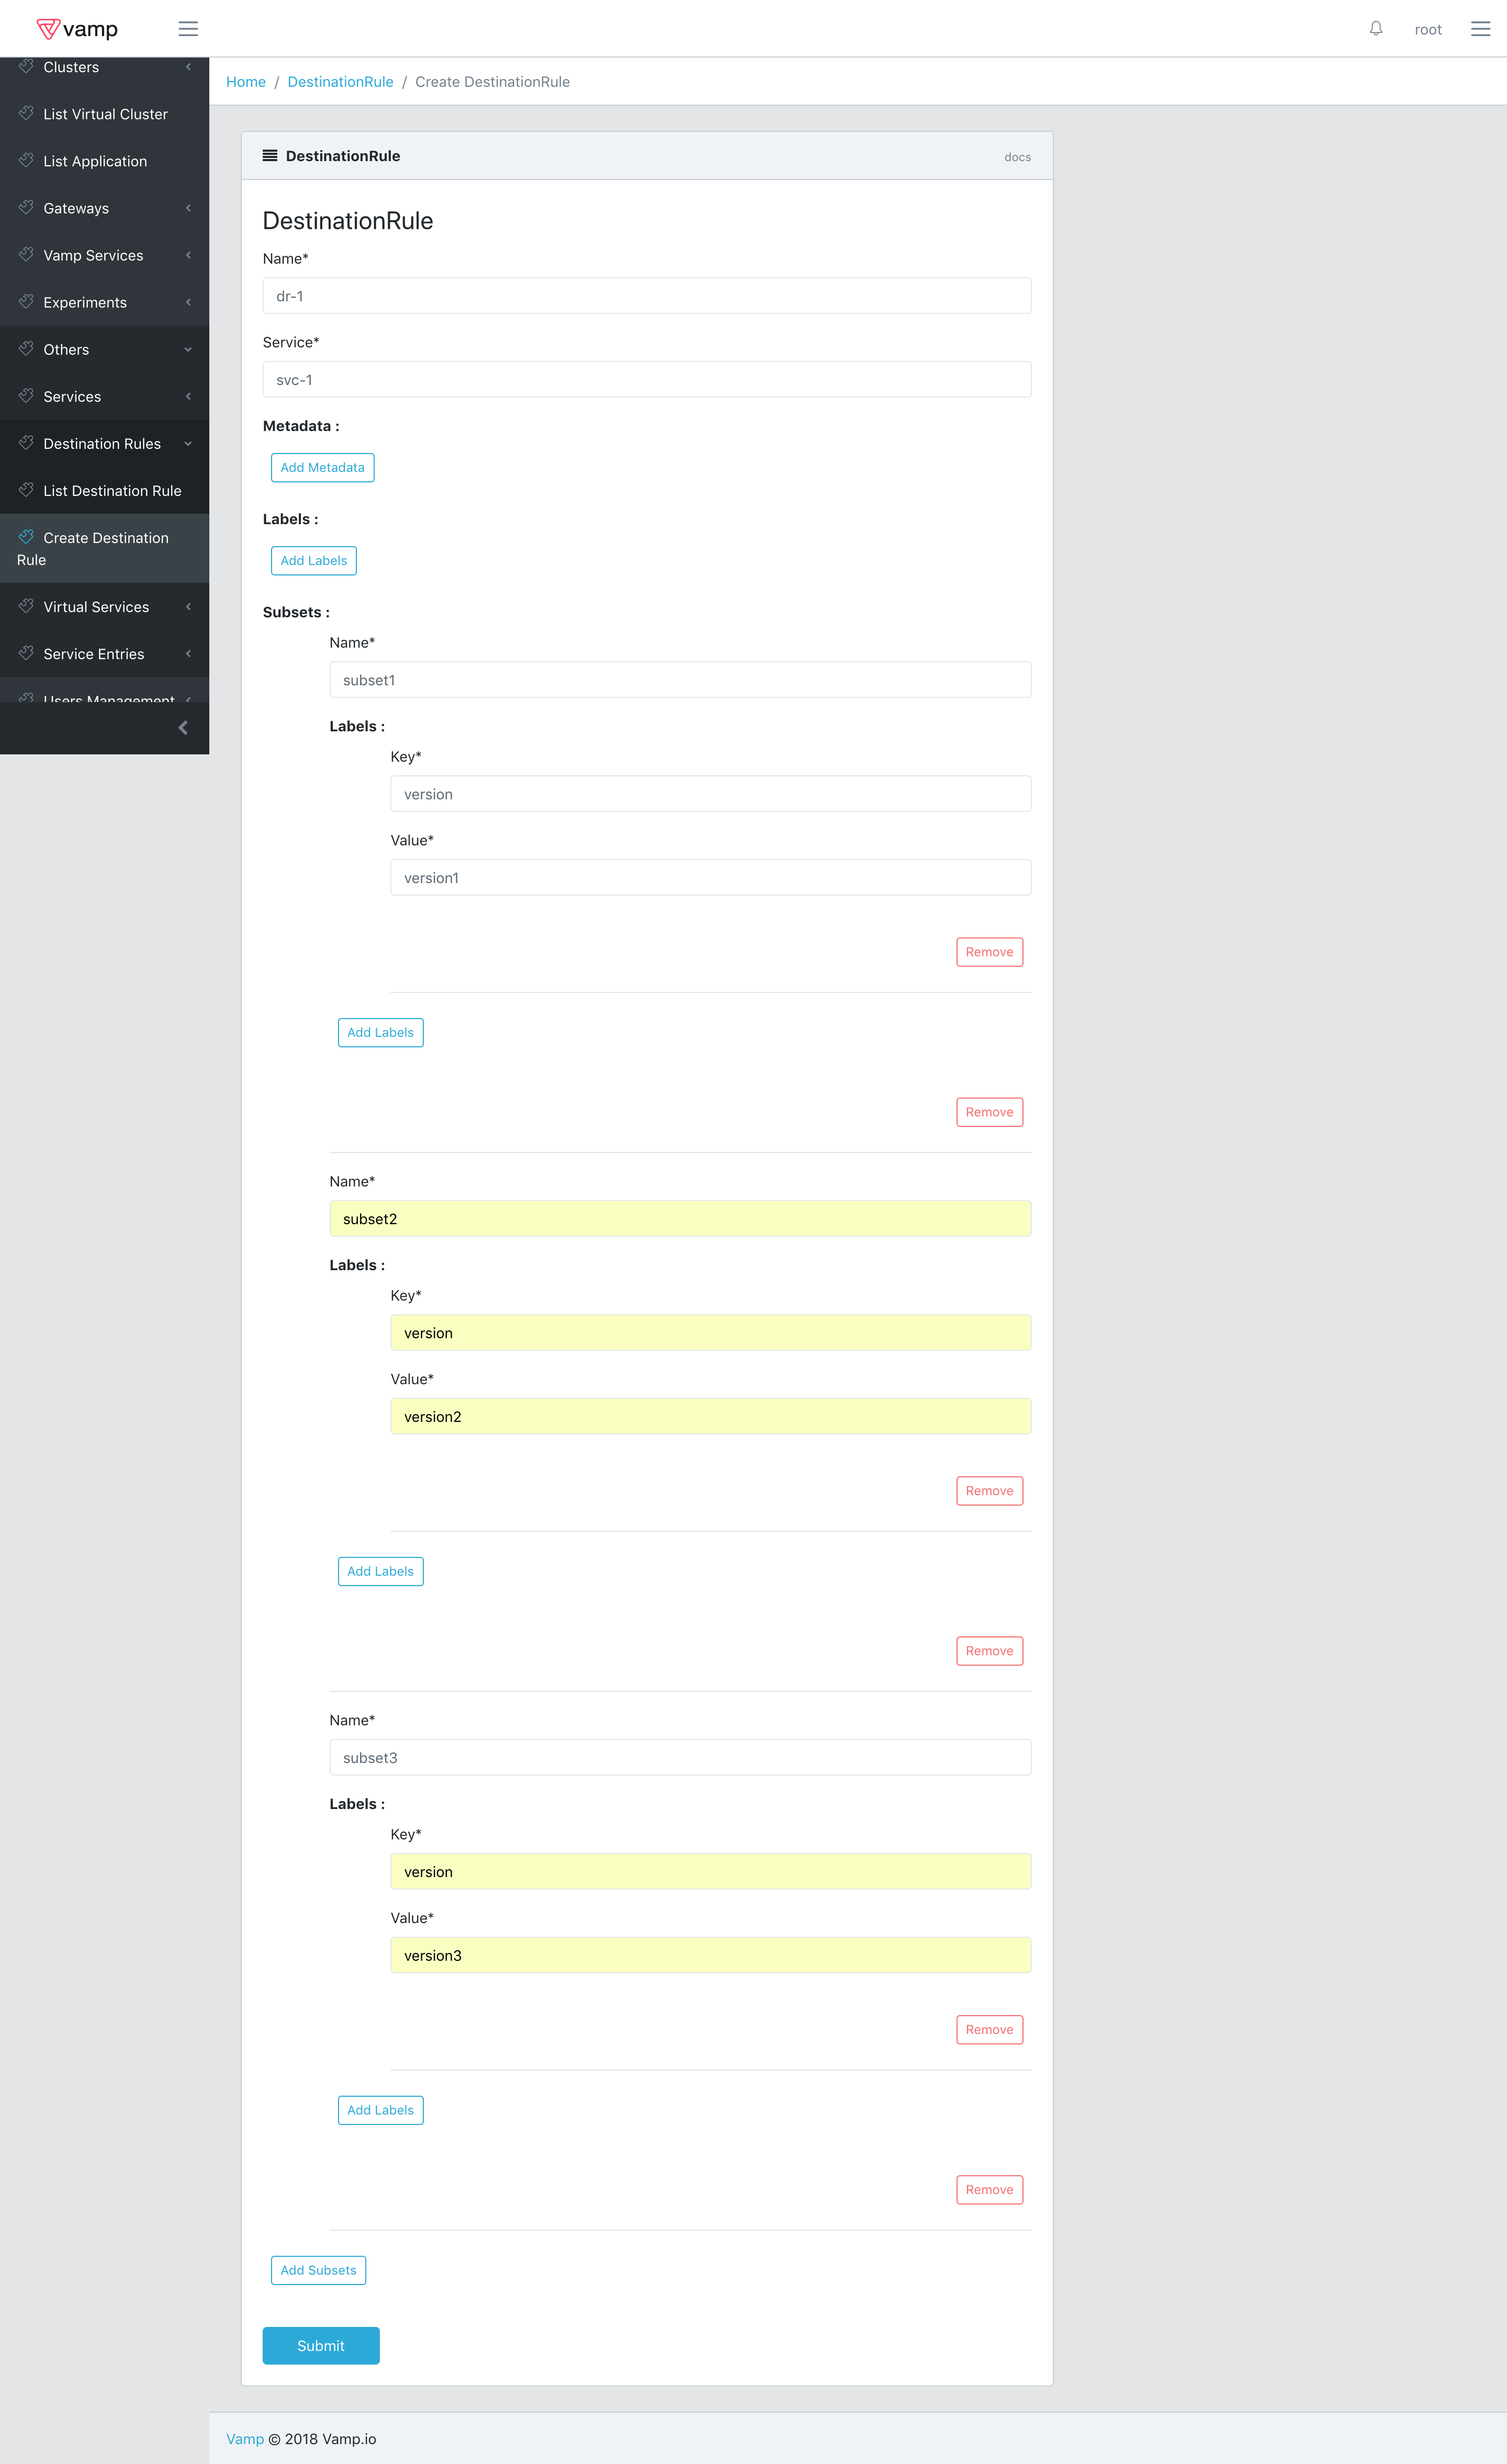 vamp
root
Clusters
List Virtual Cluster
List Application
Gateways
Vamp Services
Experiments
Others
Services
Destination Rules
List Destination Rule
Create Destination
Rule
Virtual Services
Service Entries
Users Management
Home / DestinationRule / Create DestinationRule
DestinationRule docs
DestinationRule
Name*
dr-1
Service*
svc-1
Metadata :
Add Metadata
Labels :
Add Labels
Subsets :
Name*
subset1
Labels :
Key*
version
Value*
version1
Remove
Add Labels
Remove
Name*
subset2
Labels :
Key*
version
Value*
version2
Remove
Add Labels
Remove
Name*
subset3
Labels :
Key*
version
Value*
version3
Remove
Add Labels
Remove
Add Subsets
Submit
Vamp © 2018 Vamp.io